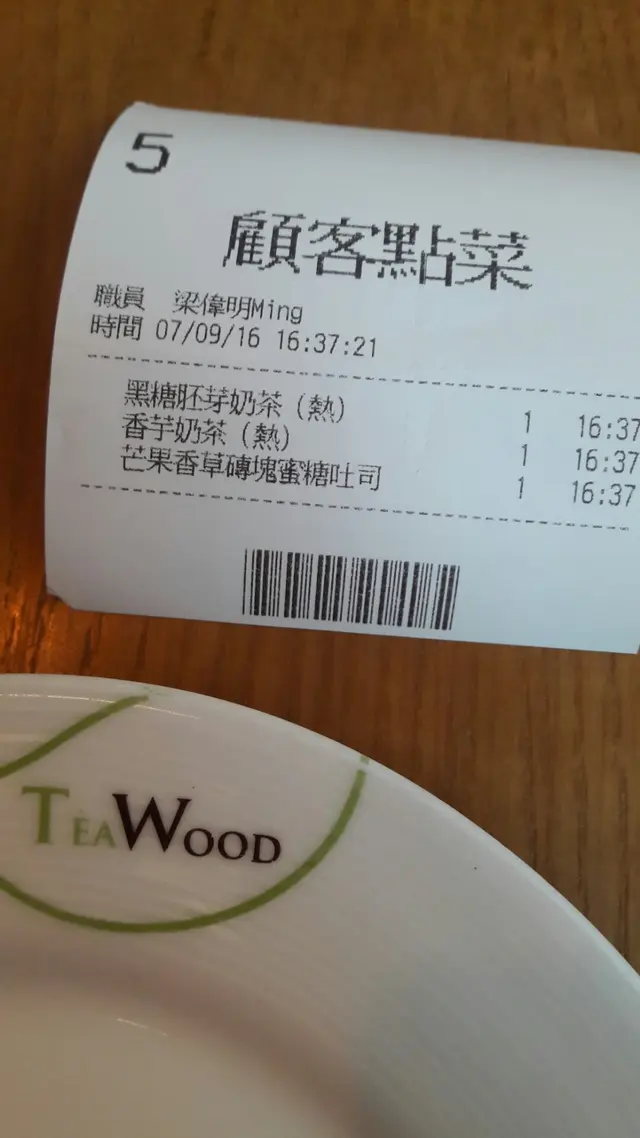 5
顧客點菜
職員 梁偉明Ming
時間 07/09/16 16:37:21
黑糖胚芽奶茶 (熱) 1 16:37
香芋奶茶 (熱) 1 16:37
芒果香草磚塊蜜糖吐司 1 16:37
TÈAWOOD